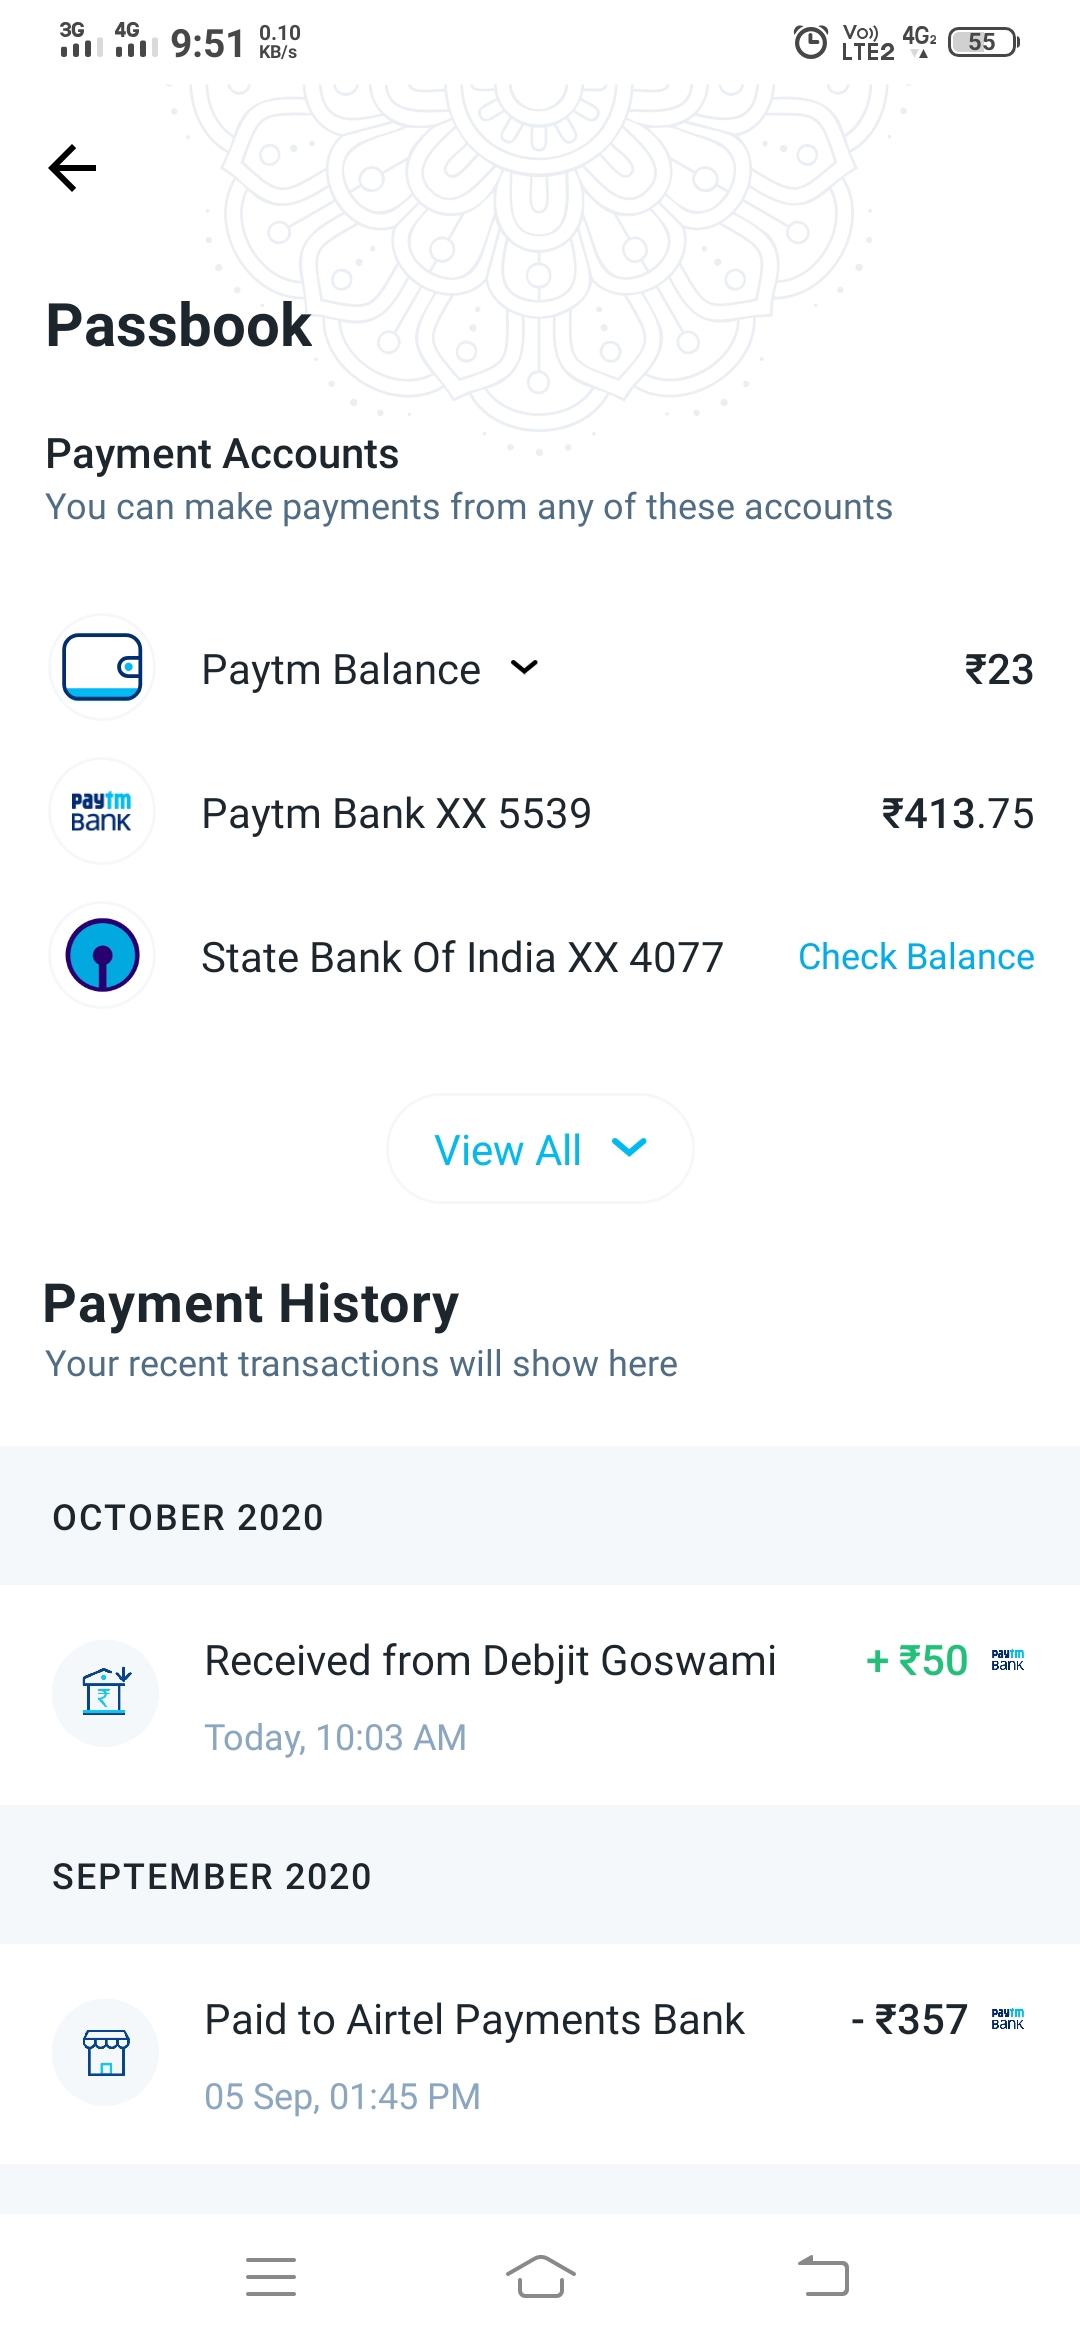 3G 4G 9:51 0.10 KB/s Vo)) LTE2 4G2 55
Passbook
Payment Accounts
You can make payments from any of these accounts
Paytm Balance ₹23
paytm BANK Paytm Bank XX 5539 ₹413.75
State Bank Of India XX 4077 Check Balance
View All
Payment History
Your recent transactions will show here
OCTOBER 2020
Received from Debjit Goswami + ₹50 paytm BANK
Today, 10:03 AM
SEPTEMBER 2020
Paid to Airtel Payments Bank - ₹357 paytm BANK
05 Sep, 01:45 PM